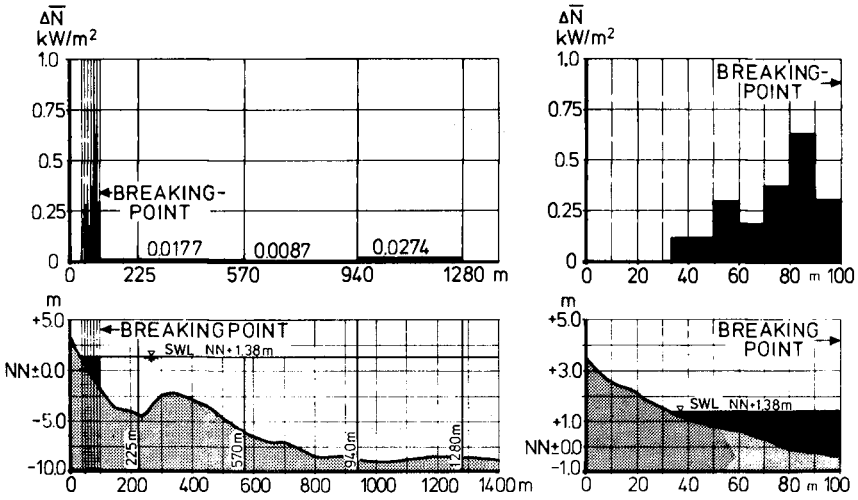 ΔN̅
kW/m²
1.0
0.75
0.5
0.25
0
BREAKING-
POINT
0.0177
0.0087
0.0274
0
225
570
940
1280 m
ΔN̅
kW/m²
1.0
0.75
0.5
0.25
0
BREAKING-
POINT
0
20
40
60
80
m
100
m
+5.0
NN±0.0
-5.0
-10.0
BREAKING POINT
SWL NN+1.38m
225m
570m
940m
1280m
0
200
400
600
800
1000
1200
1400 m
m
+5.0
+3.0
+1.0
NN±0.0
-1.0
BREAKING
POINT
SWL NN+1.38m
0
20
40
60
80
m
100